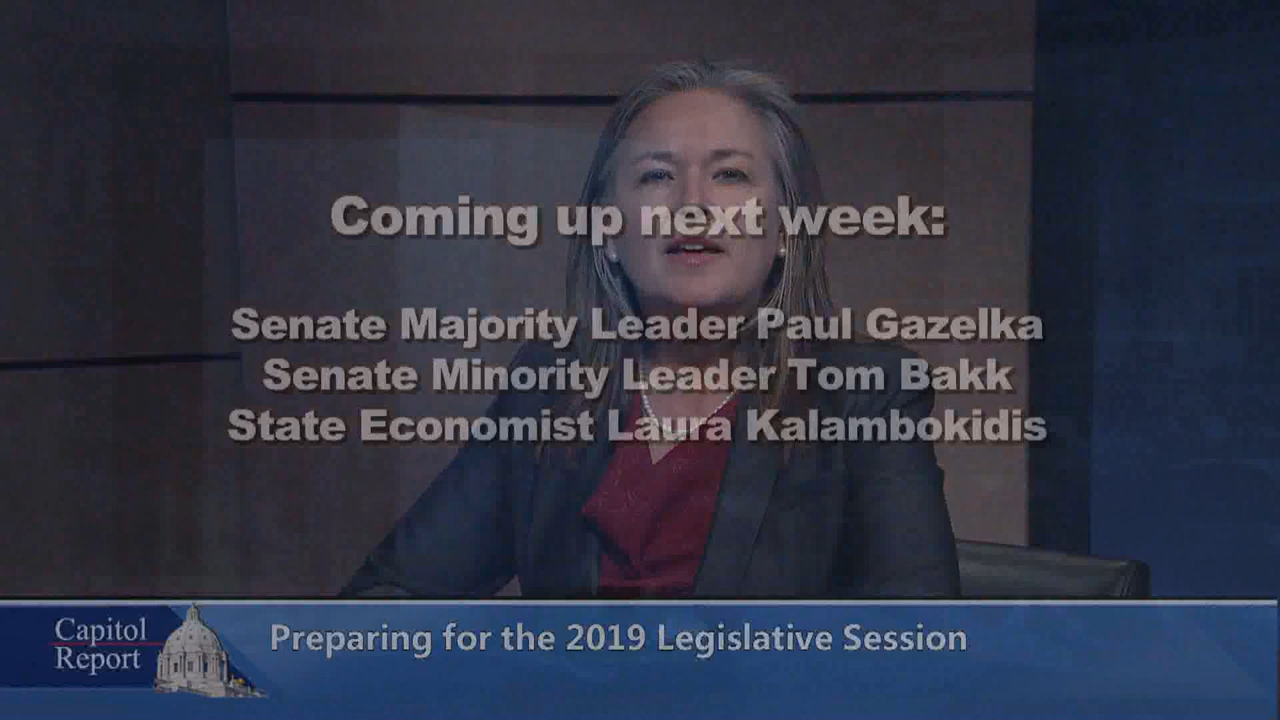 Coming up next week:
Senate Majority Leader Paul Gazelka
Senate Minority Leader Tom Bakk
State Economist Laura Kalambokidis
Capitol
Report
Preparing for the 2019 Legislative Session